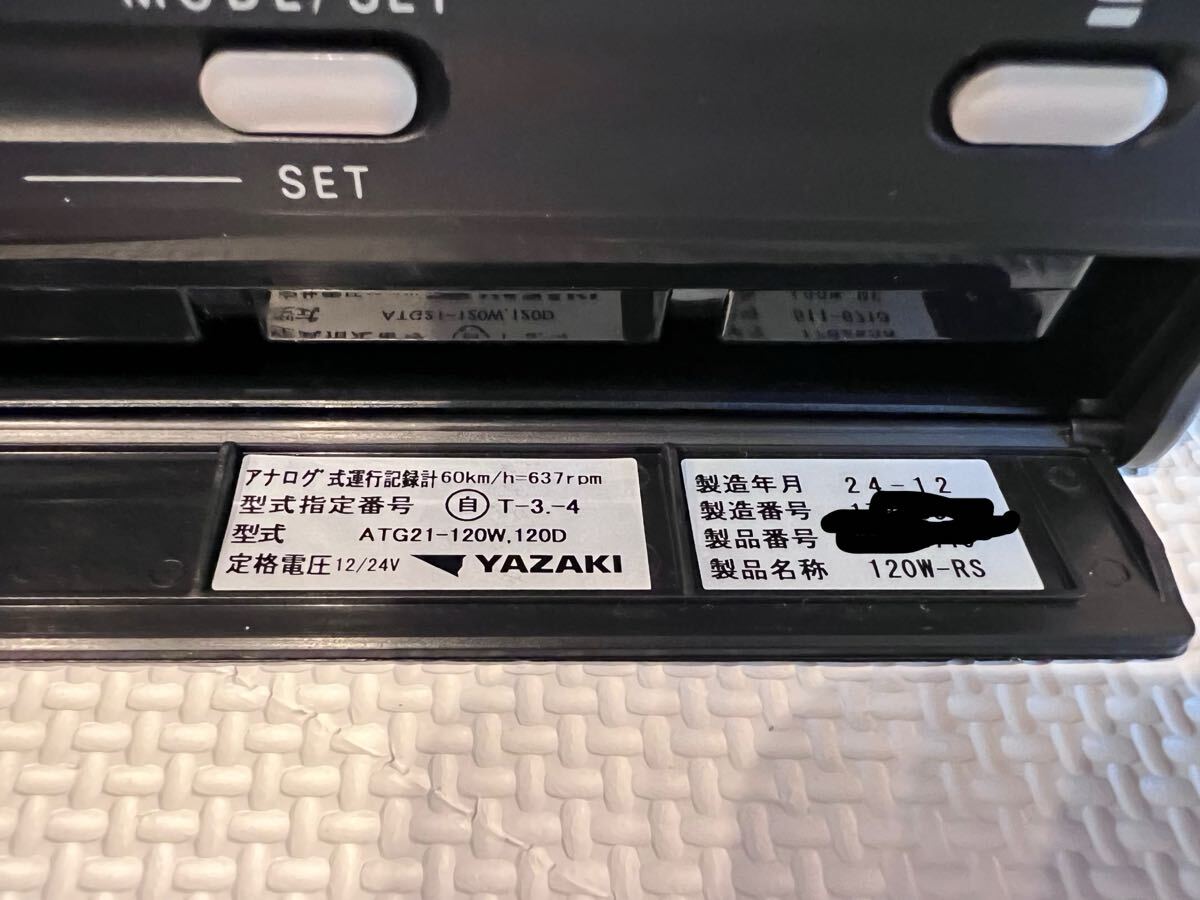 MODE/SET
SET
アナログ式運行記録計60km/h=637rpm
型式指定番号 自 T-3.-4
型式 ATG21-120W,120D
定格電圧12/24V YAZAKI
製造年月 24-12
製造番号
製品番号
製品名称 120W-RS